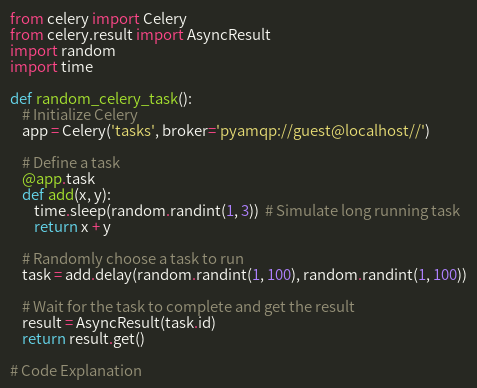 from celery import Celery
from celery.result import AsyncResult
import random
import time

def random_celery_task():
    # Initialize Celery
    app = Celery('tasks', broker='pyamqp://guest@localhost//')

    # Define a task
    @app.task
    def add(x, y):
        time.sleep(random.randint(1, 3))  # Simulate long running task
        return x + y

    # Randomly choose a task to run
    task = add.delay(random.randint(1, 100), random.randint(1, 100))

    # Wait for the task to complete and get the result
    result = AsyncResult(task.id)
    return result.get()

# Code Explanation